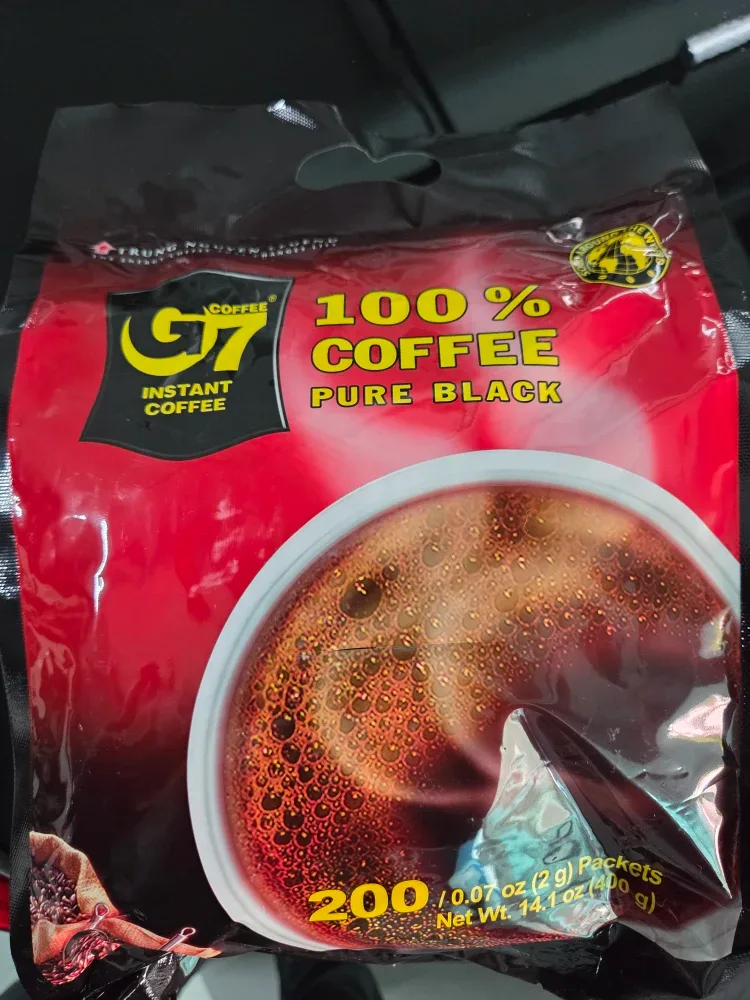 TRUNG NGUYEN LEGEND
COFFEE®
G7
INSTANT
COFFEE
100 %
COFFEE
PURE BLACK
200 / 0.07 oz (2 g) Packets
Net Wt. 14.1 oz (400 g)